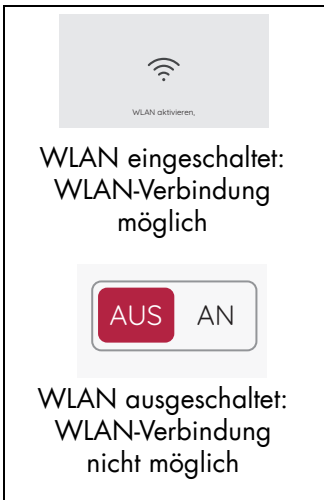 WLAN aktivieren,
WLAN eingeschaltet:
WLAN-Verbindung
möglich
AUS AN
WLAN ausgeschaltet:
WLAN-Verbindung
nicht möglich